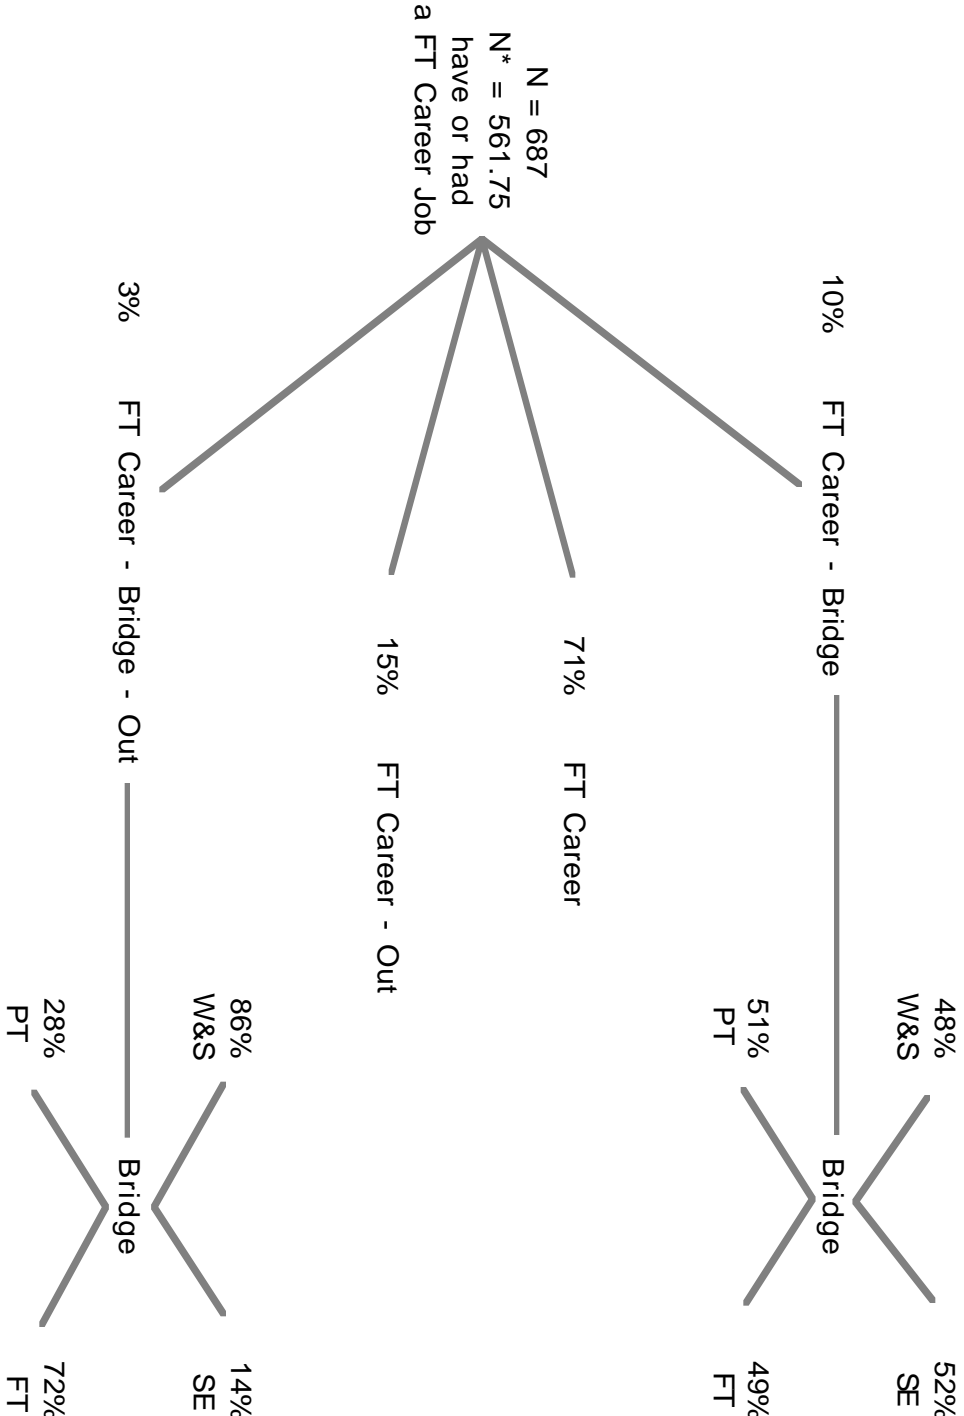 N = 687
N* = 561.75
have or had
a FT Career Job
10% FT Career - Bridge
48%
W&S
52%
SE
Bridge
51%
PT
49%
FT
71% FT Career
15% FT Career - Out
3% FT Career - Bridge - Out
86%
W&S
14%
SE
Bridge
28%
PT
72%
FT